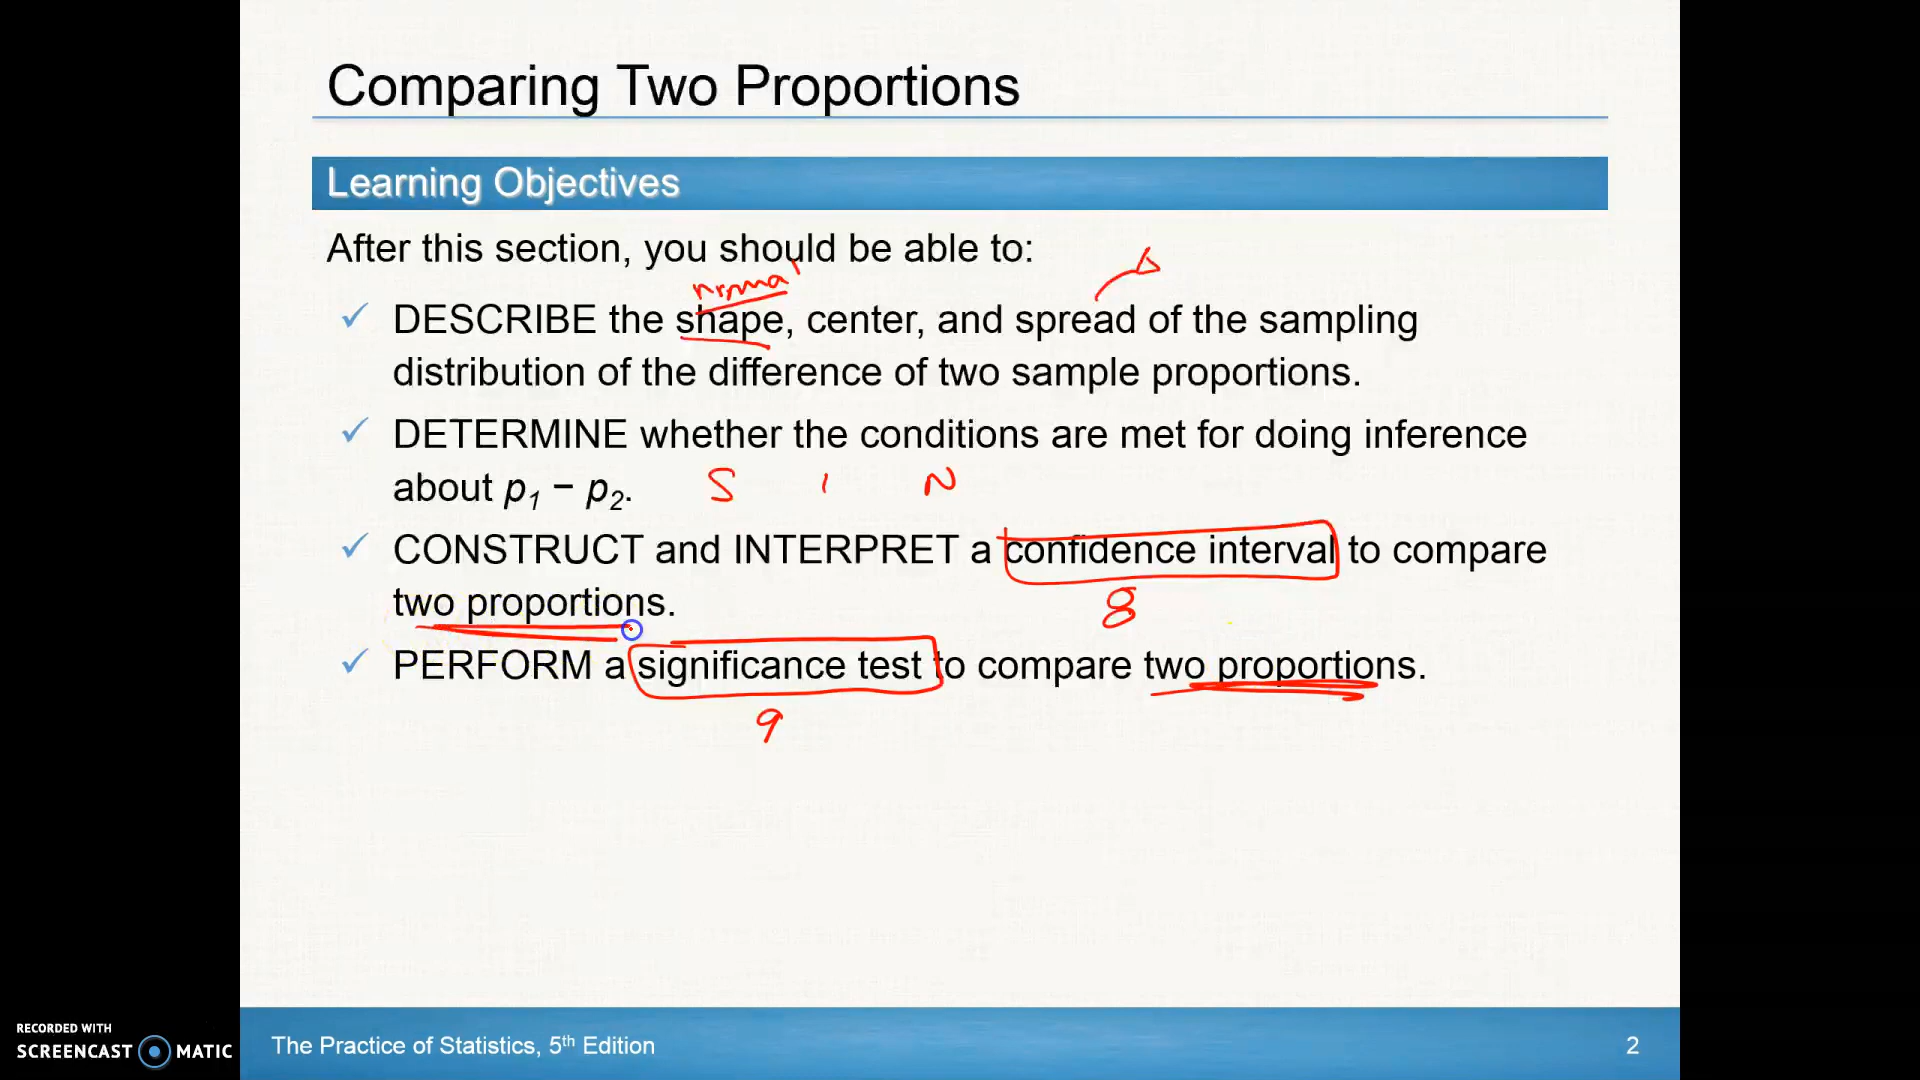 Comparing Two Proportions
Learning Objectives
After this section, you should be able to:
normal
✓ DESCRIBE the shape, center, and spread of the sampling
distribution of the difference of two sample proportions.
✓ DETERMINE whether the conditions are met for doing inference
about p₁ − p₂.
S I N
✓ CONSTRUCT and INTERPRET a confidence interval to compare
two proportions.
8
✓ PERFORM a significance test to compare two proportions.
9
RECORDED WITH
SCREENCAST MATIC
The Practice of Statistics, 5th Edition
2